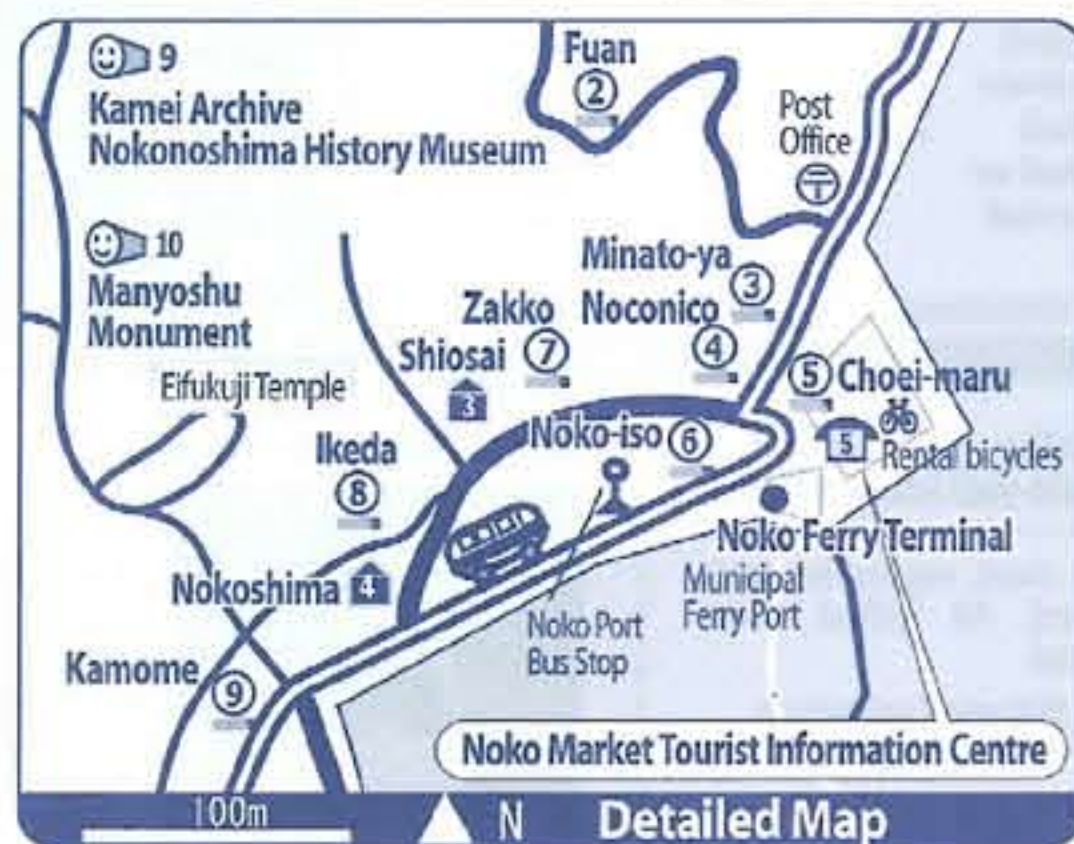 9
Kamei Archive
Nokonoshima History Museum
Fuan
2
Post
Office
〒
10
Manyoshu
Monument
Minato-ya
3
Zakko
7
Noconico
4
Shiosai
3
Eifukuji Temple
5 Choei-maru
5
Rental bicycles
Ikeda
8
Noko-iso 6
Noko Ferry Terminal
Municipal
Ferry Port
Nokoshima 4
Noko Port
Bus Stop
Kamome
9
Noko Market Tourist Information Centre
100m
N
Detailed Map